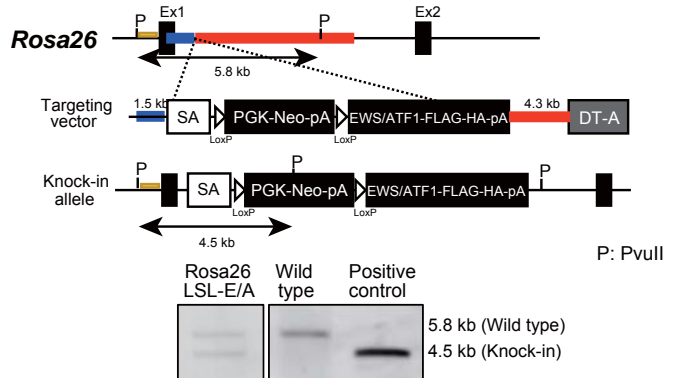 P Ex1 P Ex2
Rosa26
5.8 kb
Targeting vector
1.5 kb SA PGK-Neo-pA EWS/ATF1-FLAG-HA-pA 4.3 kb DT-A
LoxP LoxP
Knock-in allele
P P P
SA PGK-Neo-pA EWS/ATF1-FLAG-HA-pA
LoxP LoxP
4.5 kb
P: PvuII
Rosa26 LSL-E/A
Wild type
Positive control
5.8 kb (Wild type)
4.5 kb (Knock-in)